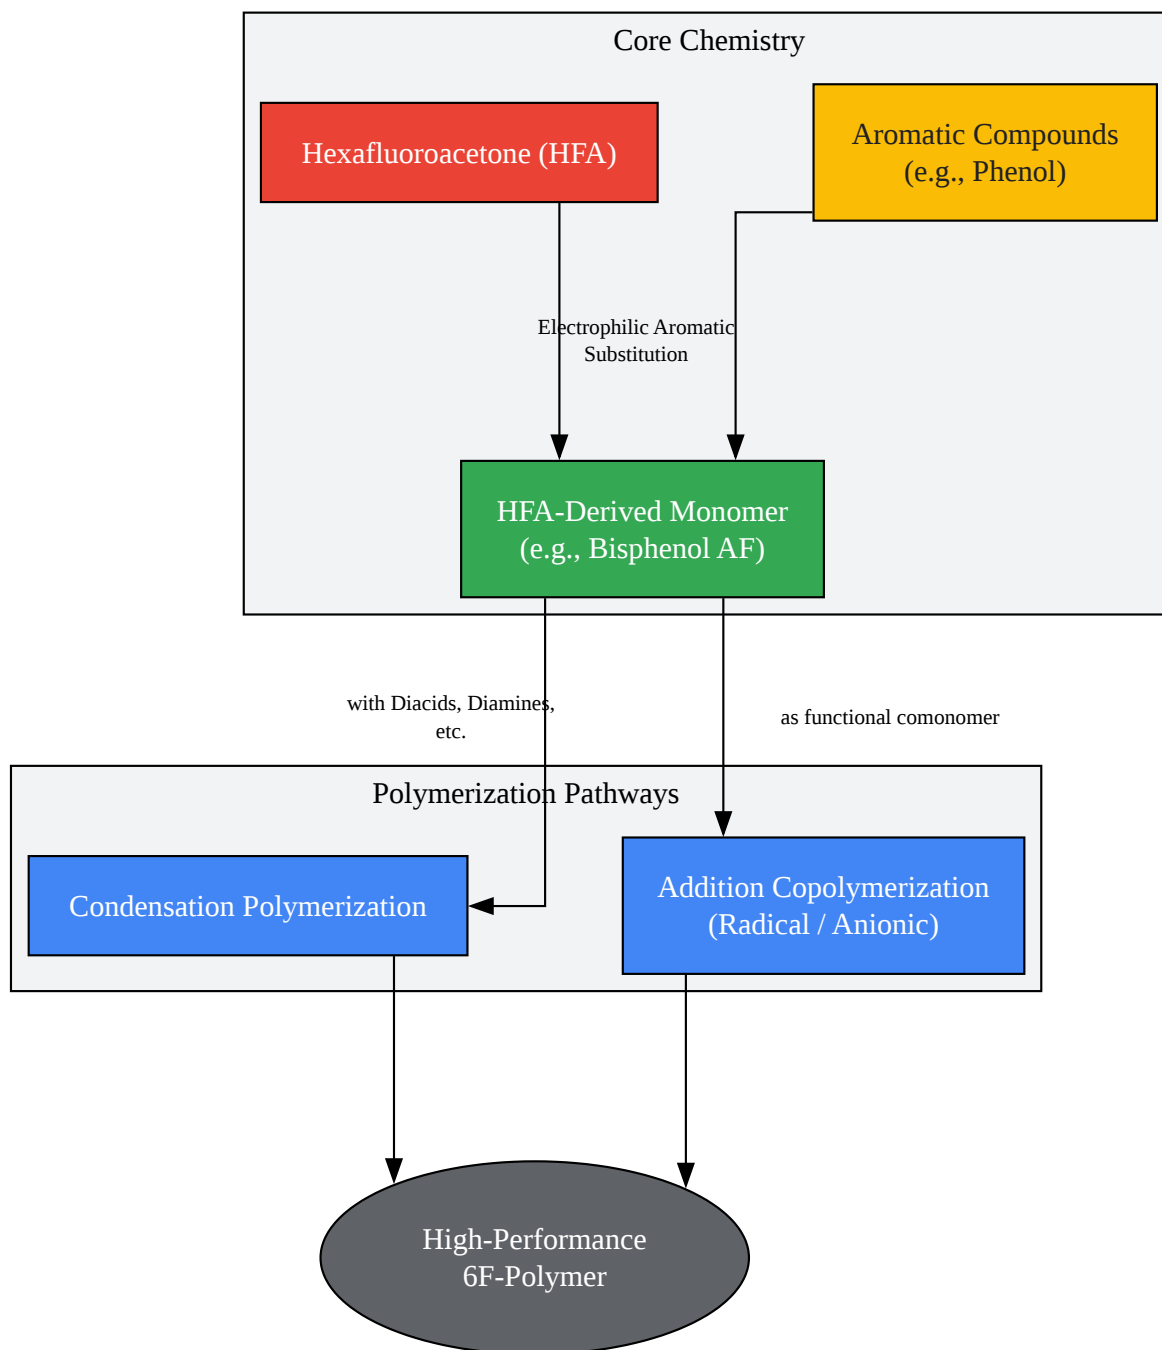 Core Chemistry
Hexafluoroacetone (HFA)
Aromatic Compounds
(e.g., Phenol)
Electrophilic Aromatic
Substitution
HFA-Derived Monomer
(e.g., Bisphenol AF)
with Diacids, Diamines,
etc.
as functional comonomer
Polymerization Pathways
Condensation Polymerization
Addition Copolymerization
(Radical / Anionic)
High-Performance
6F-Polymer